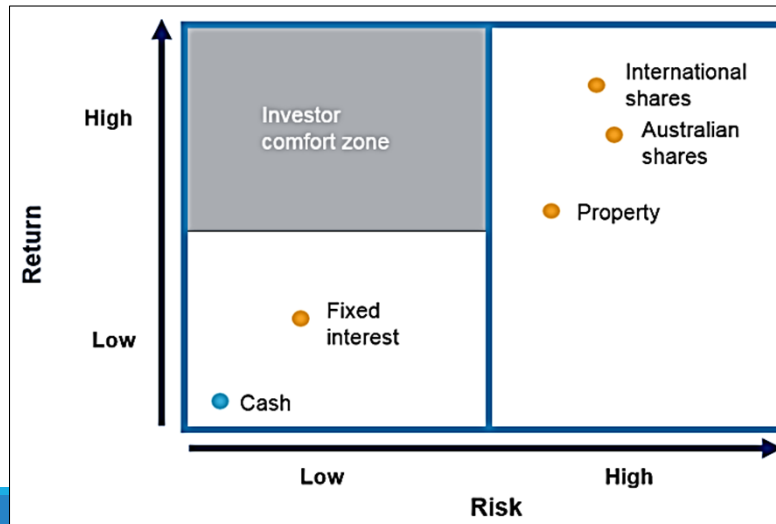 International
shares
High
Investor
comfort zone
Australian
shares
Property
Return
Fixed
interest
Low
Cash
Low
High
Risk